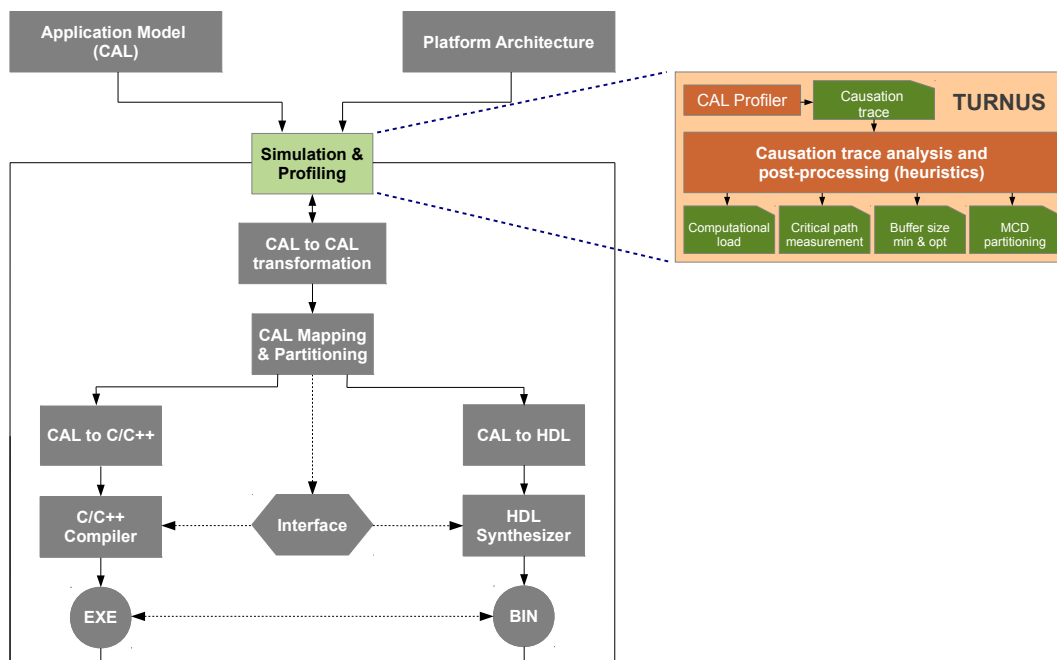 Application Model
(CAL)
Platform Architecture
Simulation &
Profiling
CAL to CAL
transformation
CAL Mapping
& Partitioning
CAL to C/C++
CAL to HDL
C/C++
Compiler
Interface
HDL
Synthesizer
EXE
BIN
CAL Profiler
Causation
trace
TURNUS
Causation trace analysis and
post-processing (heuristics)
Computational
load
Critical path
measurement
Buffer size
min & opt
MCD
partitioning